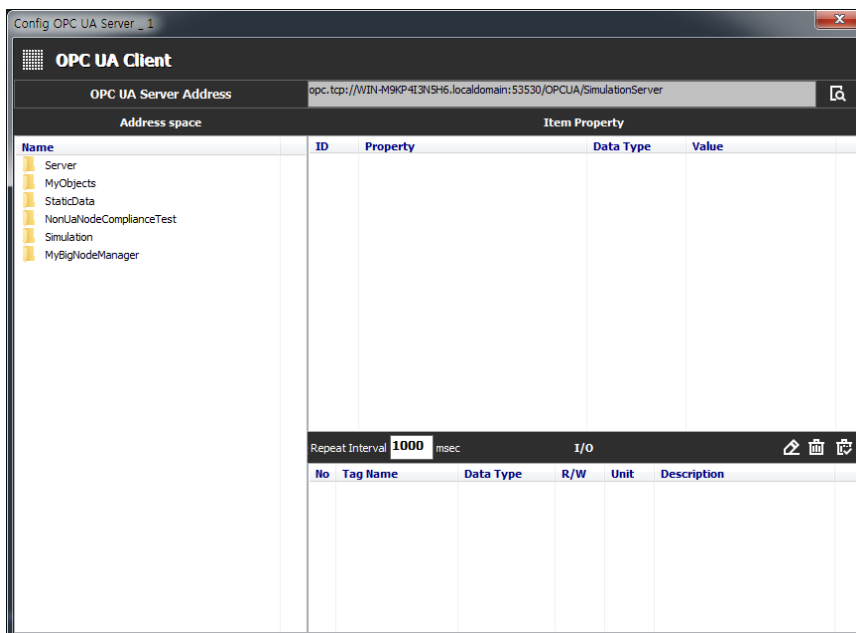 Config OPC UA Server _ 1
OPC UA Client
OPC UA Server Address
opc.tcp://WIN-M9KP4I3N5H6.localdomain:53530/OPCUA/SimulationServer
Address space
Item Property
Name
ID Property Data Type Value
Server
MyObjects
StaticData
NonUaNodeComplianceTest
Simulation
MyBigNodeManager
Repeat Interval 1000 msec I/O
No Tag Name Data Type R/W Unit Description